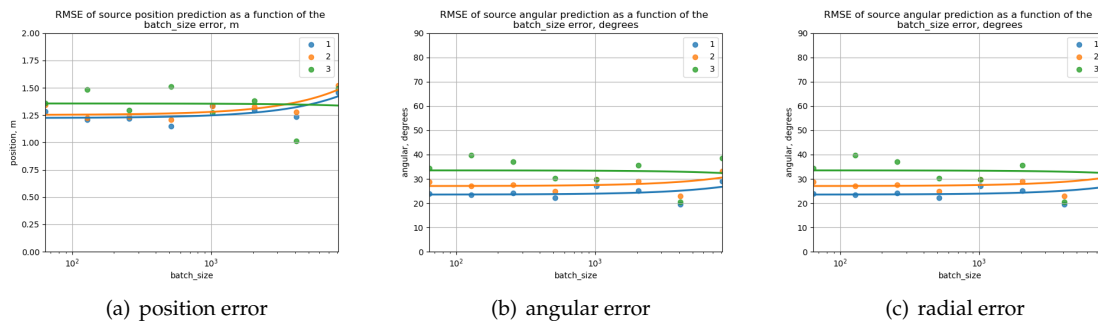 RMSE of source position prediction as a function of the
batch_size error, m
2.00
1.75
1.50
1.25
1.00
0.75
0.50
0.25
0.00
position, m
1
2
3
10²
10³
batch_size
(a) position error
RMSE of source angular prediction as a function of the
batch_size error, degrees
90
80
70
60
50
40
30
20
10
0
angular, degrees
1
2
3
10²
10³
batch_size
(b) angular error
RMSE of source angular prediction as a function of the
batch_size error, degrees
90
80
70
60
50
40
30
20
10
0
angular, degrees
1
2
3
10²
10³
batch_size
(c) radial error